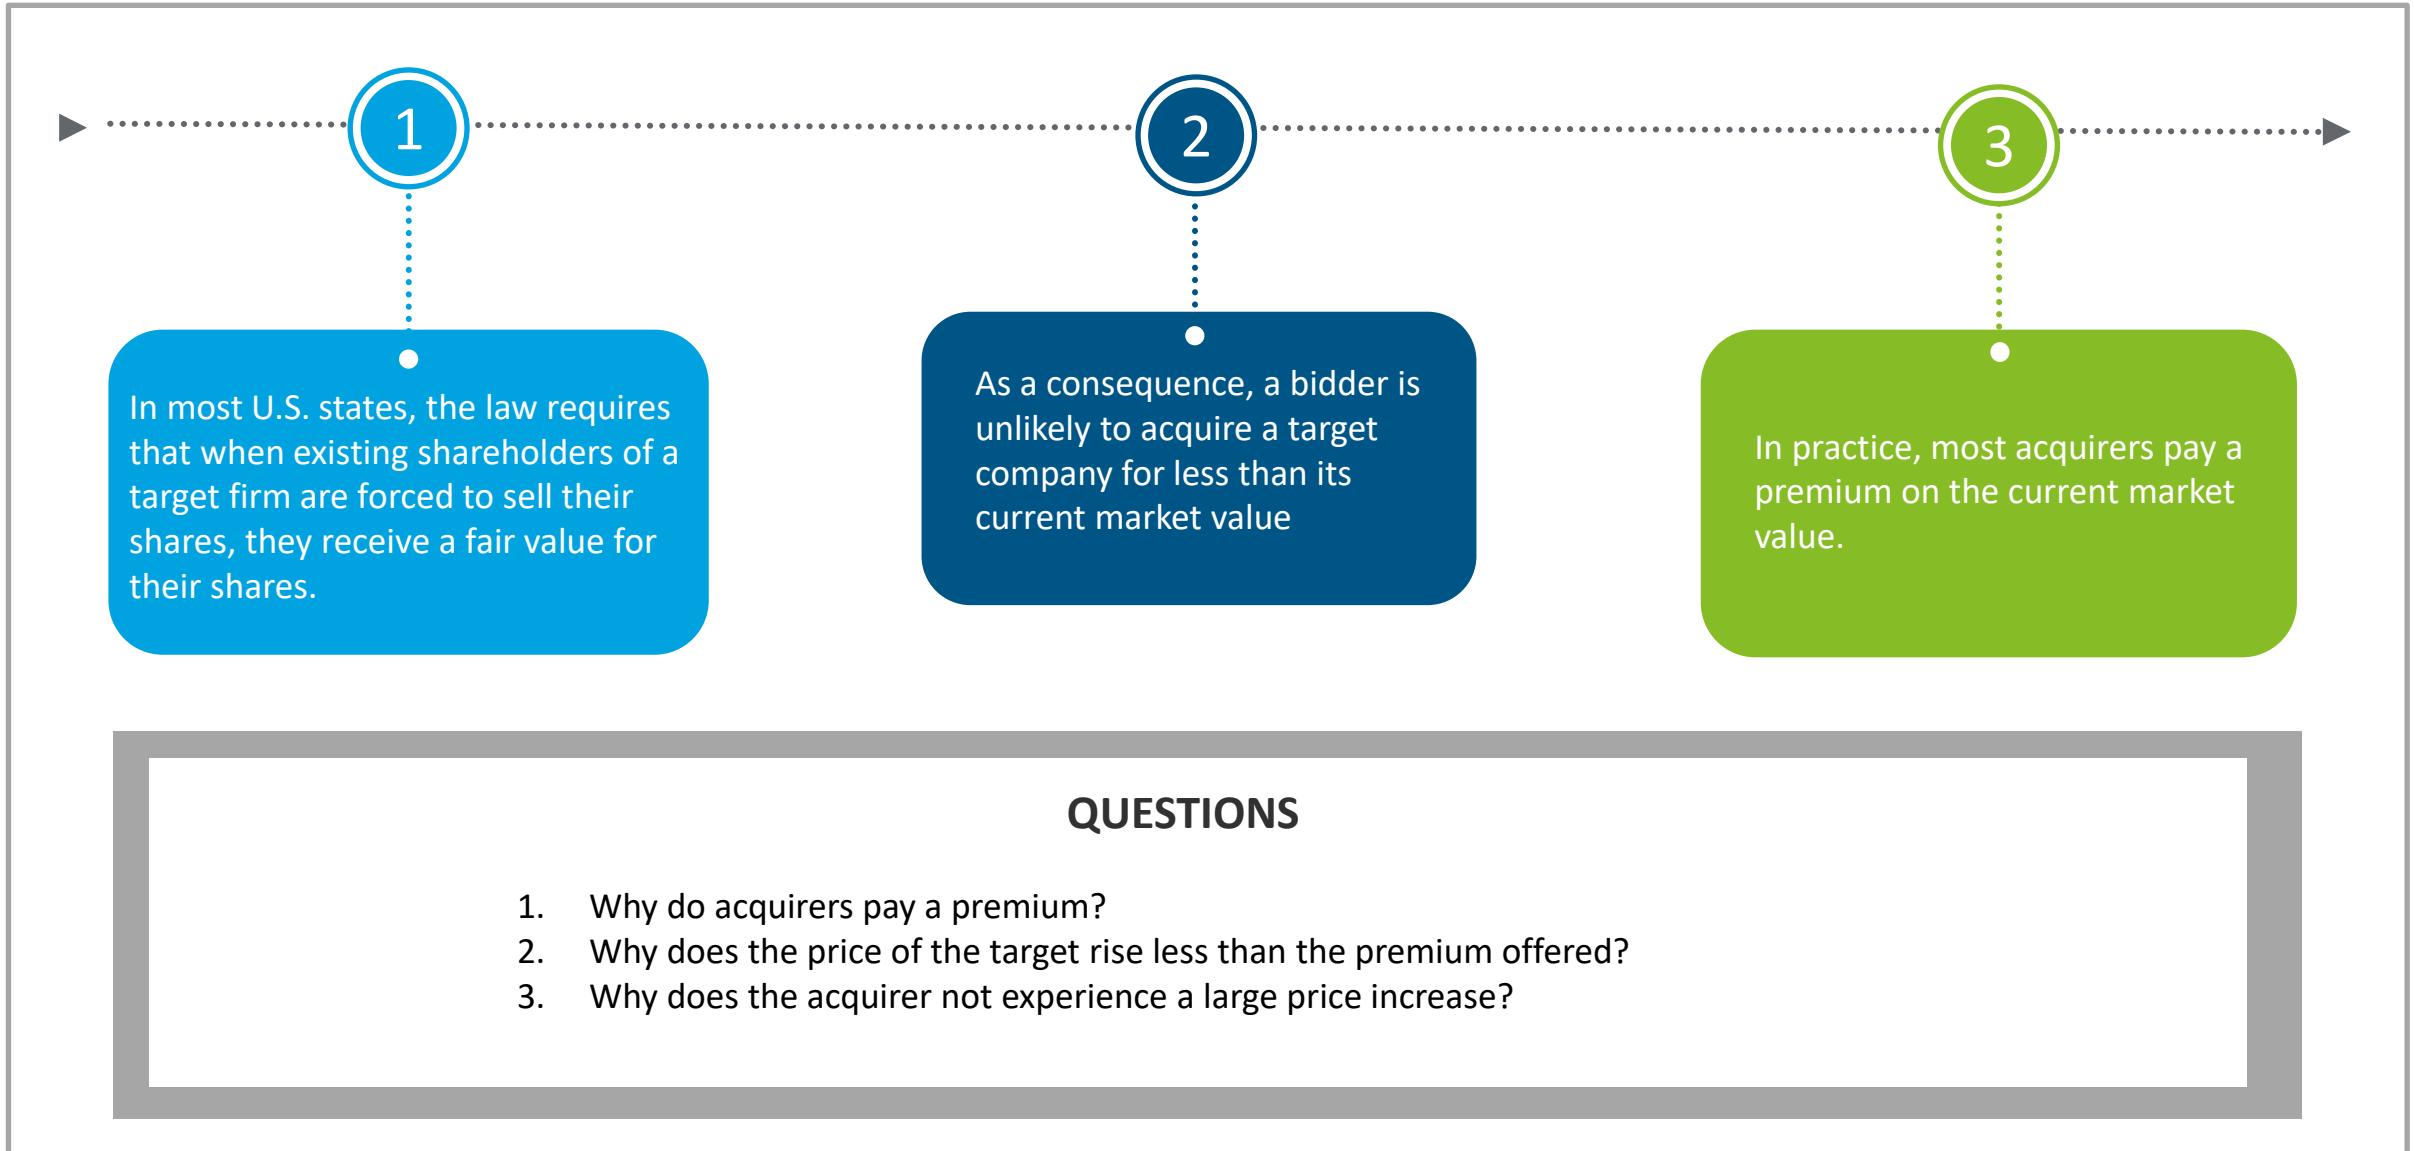 1
2
3
In most U.S. states, the law requires
that when existing shareholders of a
target firm are forced to sell their
shares, they receive a fair value for
their shares.
As a consequence, a bidder is
unlikely to acquire a target
company for less than its
current market value
In practice, most acquirers pay a
premium on the current market
value.
QUESTIONS
1. Why do acquirers pay a premium?
2. Why does the price of the target rise less than the premium offered?
3. Why does the acquirer not experience a large price increase?